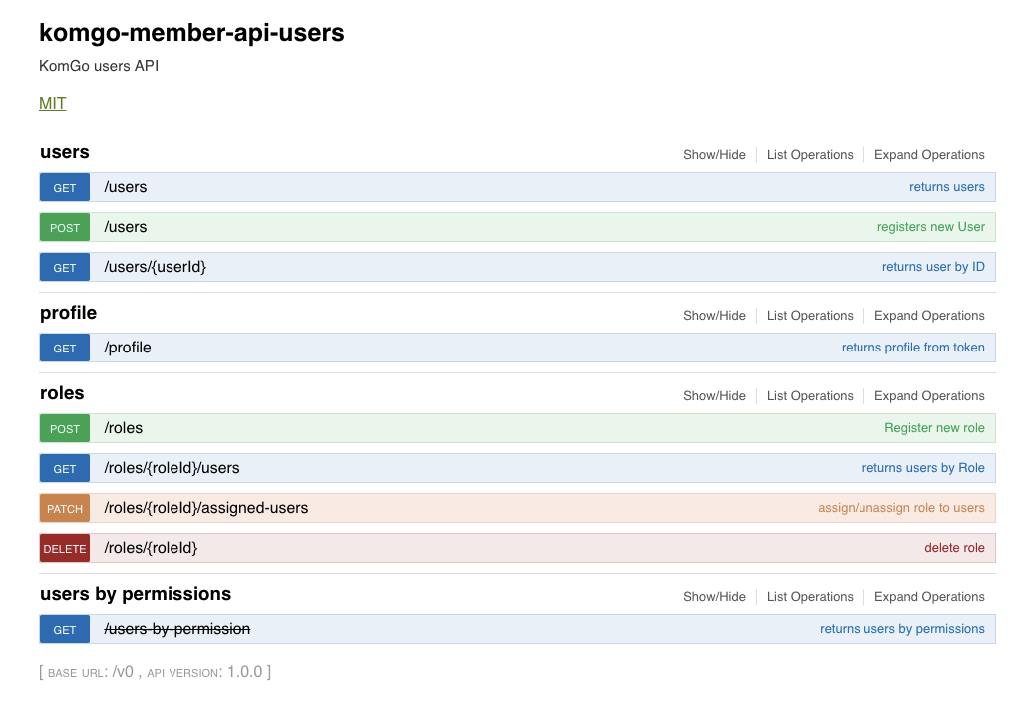 komgo-member-api-users
KomGo users API
MIT
users Show/Hide List Operations Expand Operations
GET /users returns users
POST /users registers new User
GET /users/{userId} returns user by ID
profile Show/Hide List Operations Expand Operations
GET /profile returns profile from token
roles Show/Hide List Operations Expand Operations
POST /roles Register new role
GET /roles/{roleId}/users returns users by Role
PATCH /roles/{roleId}/assigned-users assign/unassign role to users
DELETE /roles/{roleId} delete role
users by permissions Show/Hide List Operations Expand Operations
GET /users-by-permission returns users by permissions
[ BASE URL: /v0 , API VERSION: 1.0.0 ]